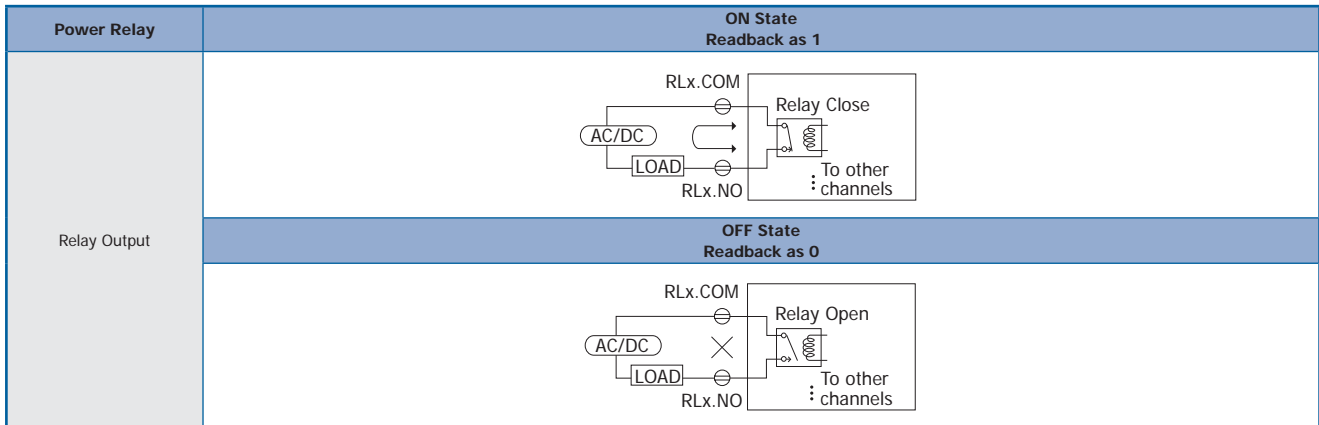 Power Relay
ON State
Readback as 1
Relay Output
RLx.COM
Relay Close
AC/DC
LOAD
RLx.NO
To other
channels
OFF State
Readback as 0
RLx.COM
Relay Open
AC/DC
LOAD
RLx.NO
To other
channels